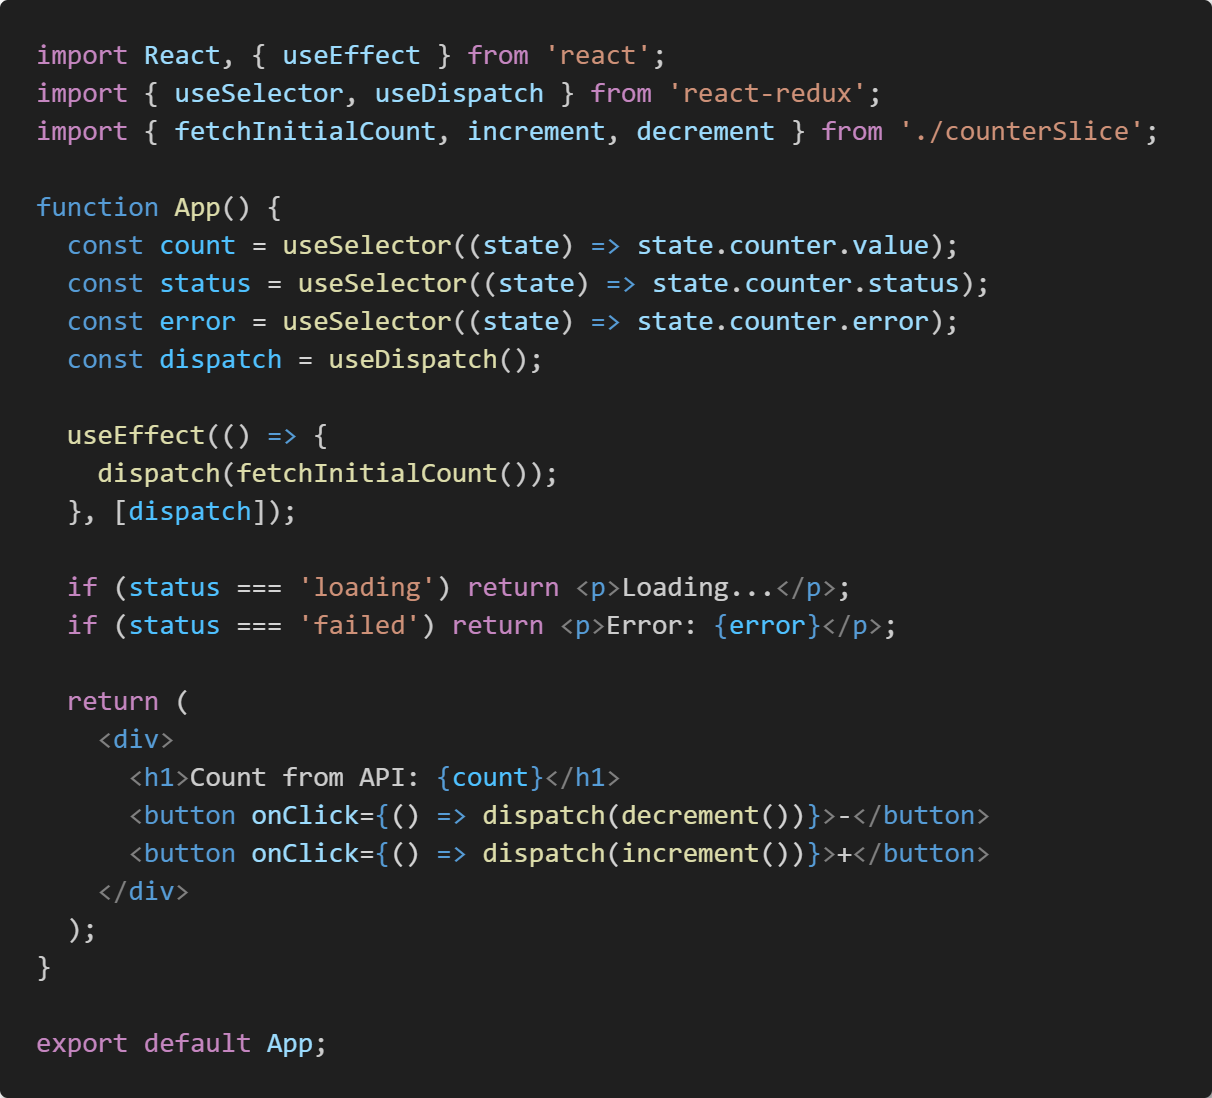 import React, { useEffect } from 'react';
import { useSelector, useDispatch } from 'react-redux';
import { fetchInitialCount, increment, decrement } from './counterSlice';

function App() {
  const count = useSelector((state) => state.counter.value);
  const status = useSelector((state) => state.counter.status);
  const error = useSelector((state) => state.counter.error);
  const dispatch = useDispatch();

  useEffect(() => {
    dispatch(fetchInitialCount());
  }, [dispatch]);

  if (status === 'loading') return <p>Loading...</p>;
  if (status === 'failed') return <p>Error: {error}</p>;

  return (
    <div>
      <h1>Count from API: {count}</h1>
      <button onClick={() => dispatch(decrement())}>-</button>
      <button onClick={() => dispatch(increment())}>+</button>
    </div>
  );
}

export default App;